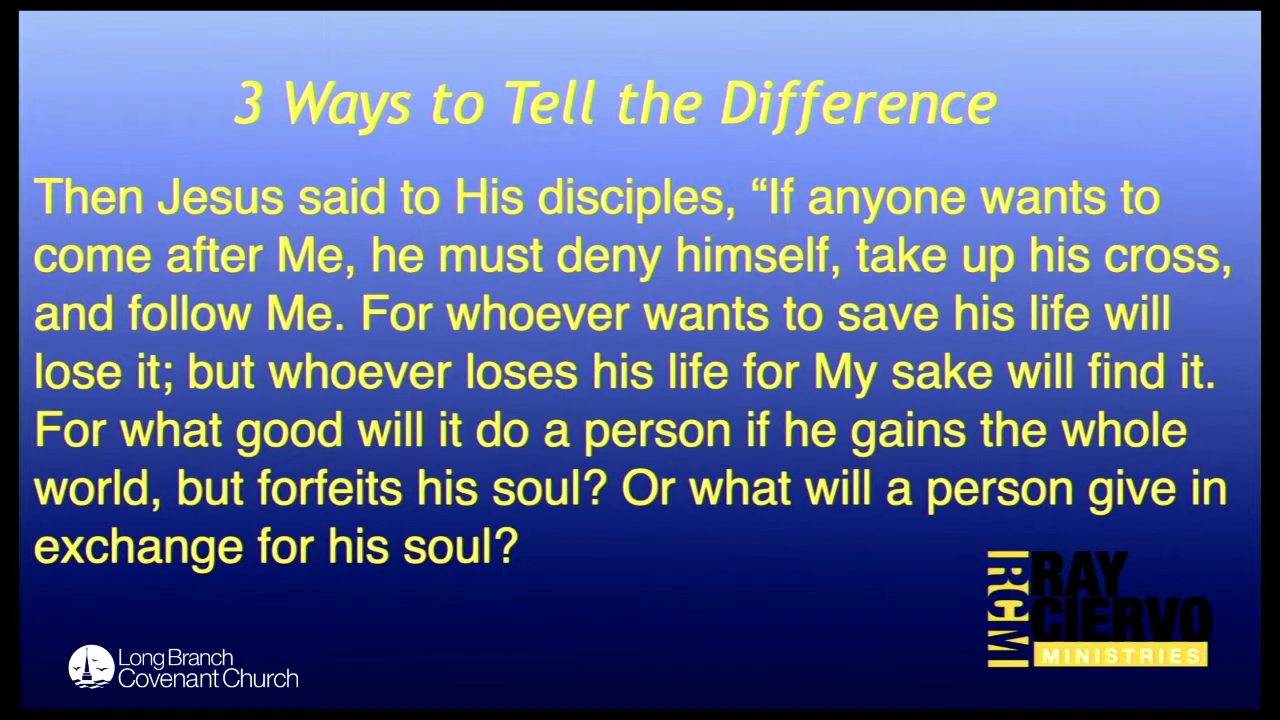 3 Ways to Tell the Difference
Then Jesus said to His disciples, “If anyone wants to
come after Me, he must deny himself, take up his cross,
and follow Me. For whoever wants to save his life will
lose it; but whoever loses his life for My sake will find it.
For what good will it do a person if he gains the whole
world, but forfeits his soul? Or what will a person give in
exchange for his soul?
RCM
RAY
CIERVO
MINISTRIES
Long Branch
Covenant Church